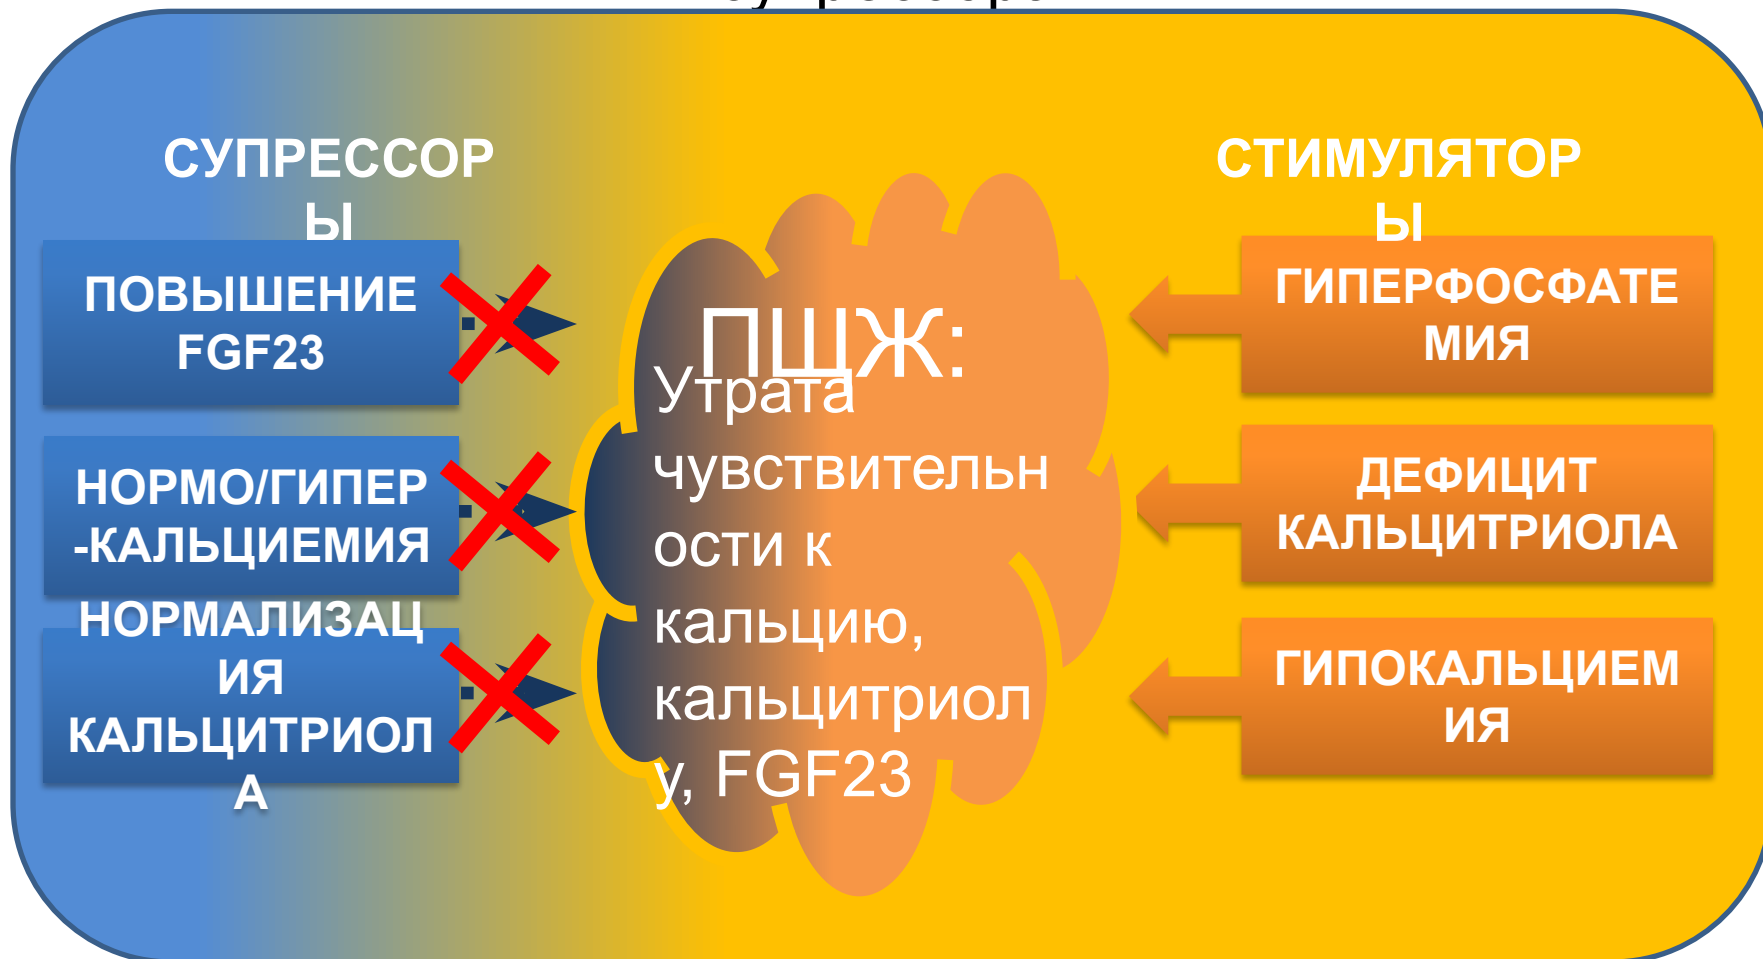 СУПРЕССОР
Ы
ПОВЫШЕНИЕ
FGF23
НОРМО/ГИПЕР
-КАЛЬЦИЕМИЯ
НОРМАЛИЗАЦ
ИЯ
КАЛЬЦИТРИОЛ
А
ПЩЖ:
Утрата
чувствительн
ости к
кальцию,
кальцитриол
у, FGF23
СТИМУЛЯТОР
Ы
ГИПЕРФОСФАТЕ
МИЯ
ДЕФИЦИТ
КАЛЬЦИТРИОЛА
ГИПОКАЛЬЦИЕМ
ИЯ